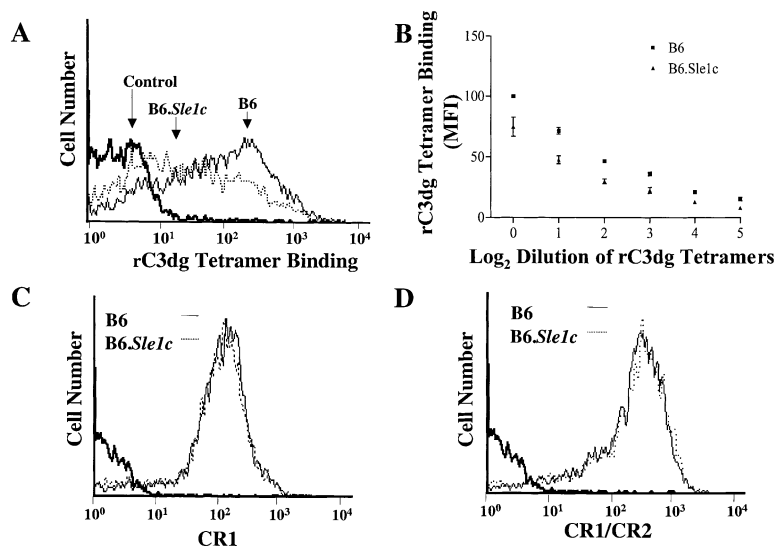 A
Control
B6.Sle1c
B6
Cell Number
10⁰
10¹
10²
10³
10⁴
rC3dg Tetramer Binding
B
B6
B6.Sle1c
rC3dg Tetramer Binding
(MFI)
150
100
50
0
0
1
2
3
4
5
Log₂ Dilution of rC3dg Tetramers
C
B6
B6.Sle1c
Cell Number
10⁰
10¹
10²
10³
10⁴
CR1
D
B6
B6.Sle1c
Cell Number
10⁰
10¹
10²
10³
10⁴
CR1/CR2